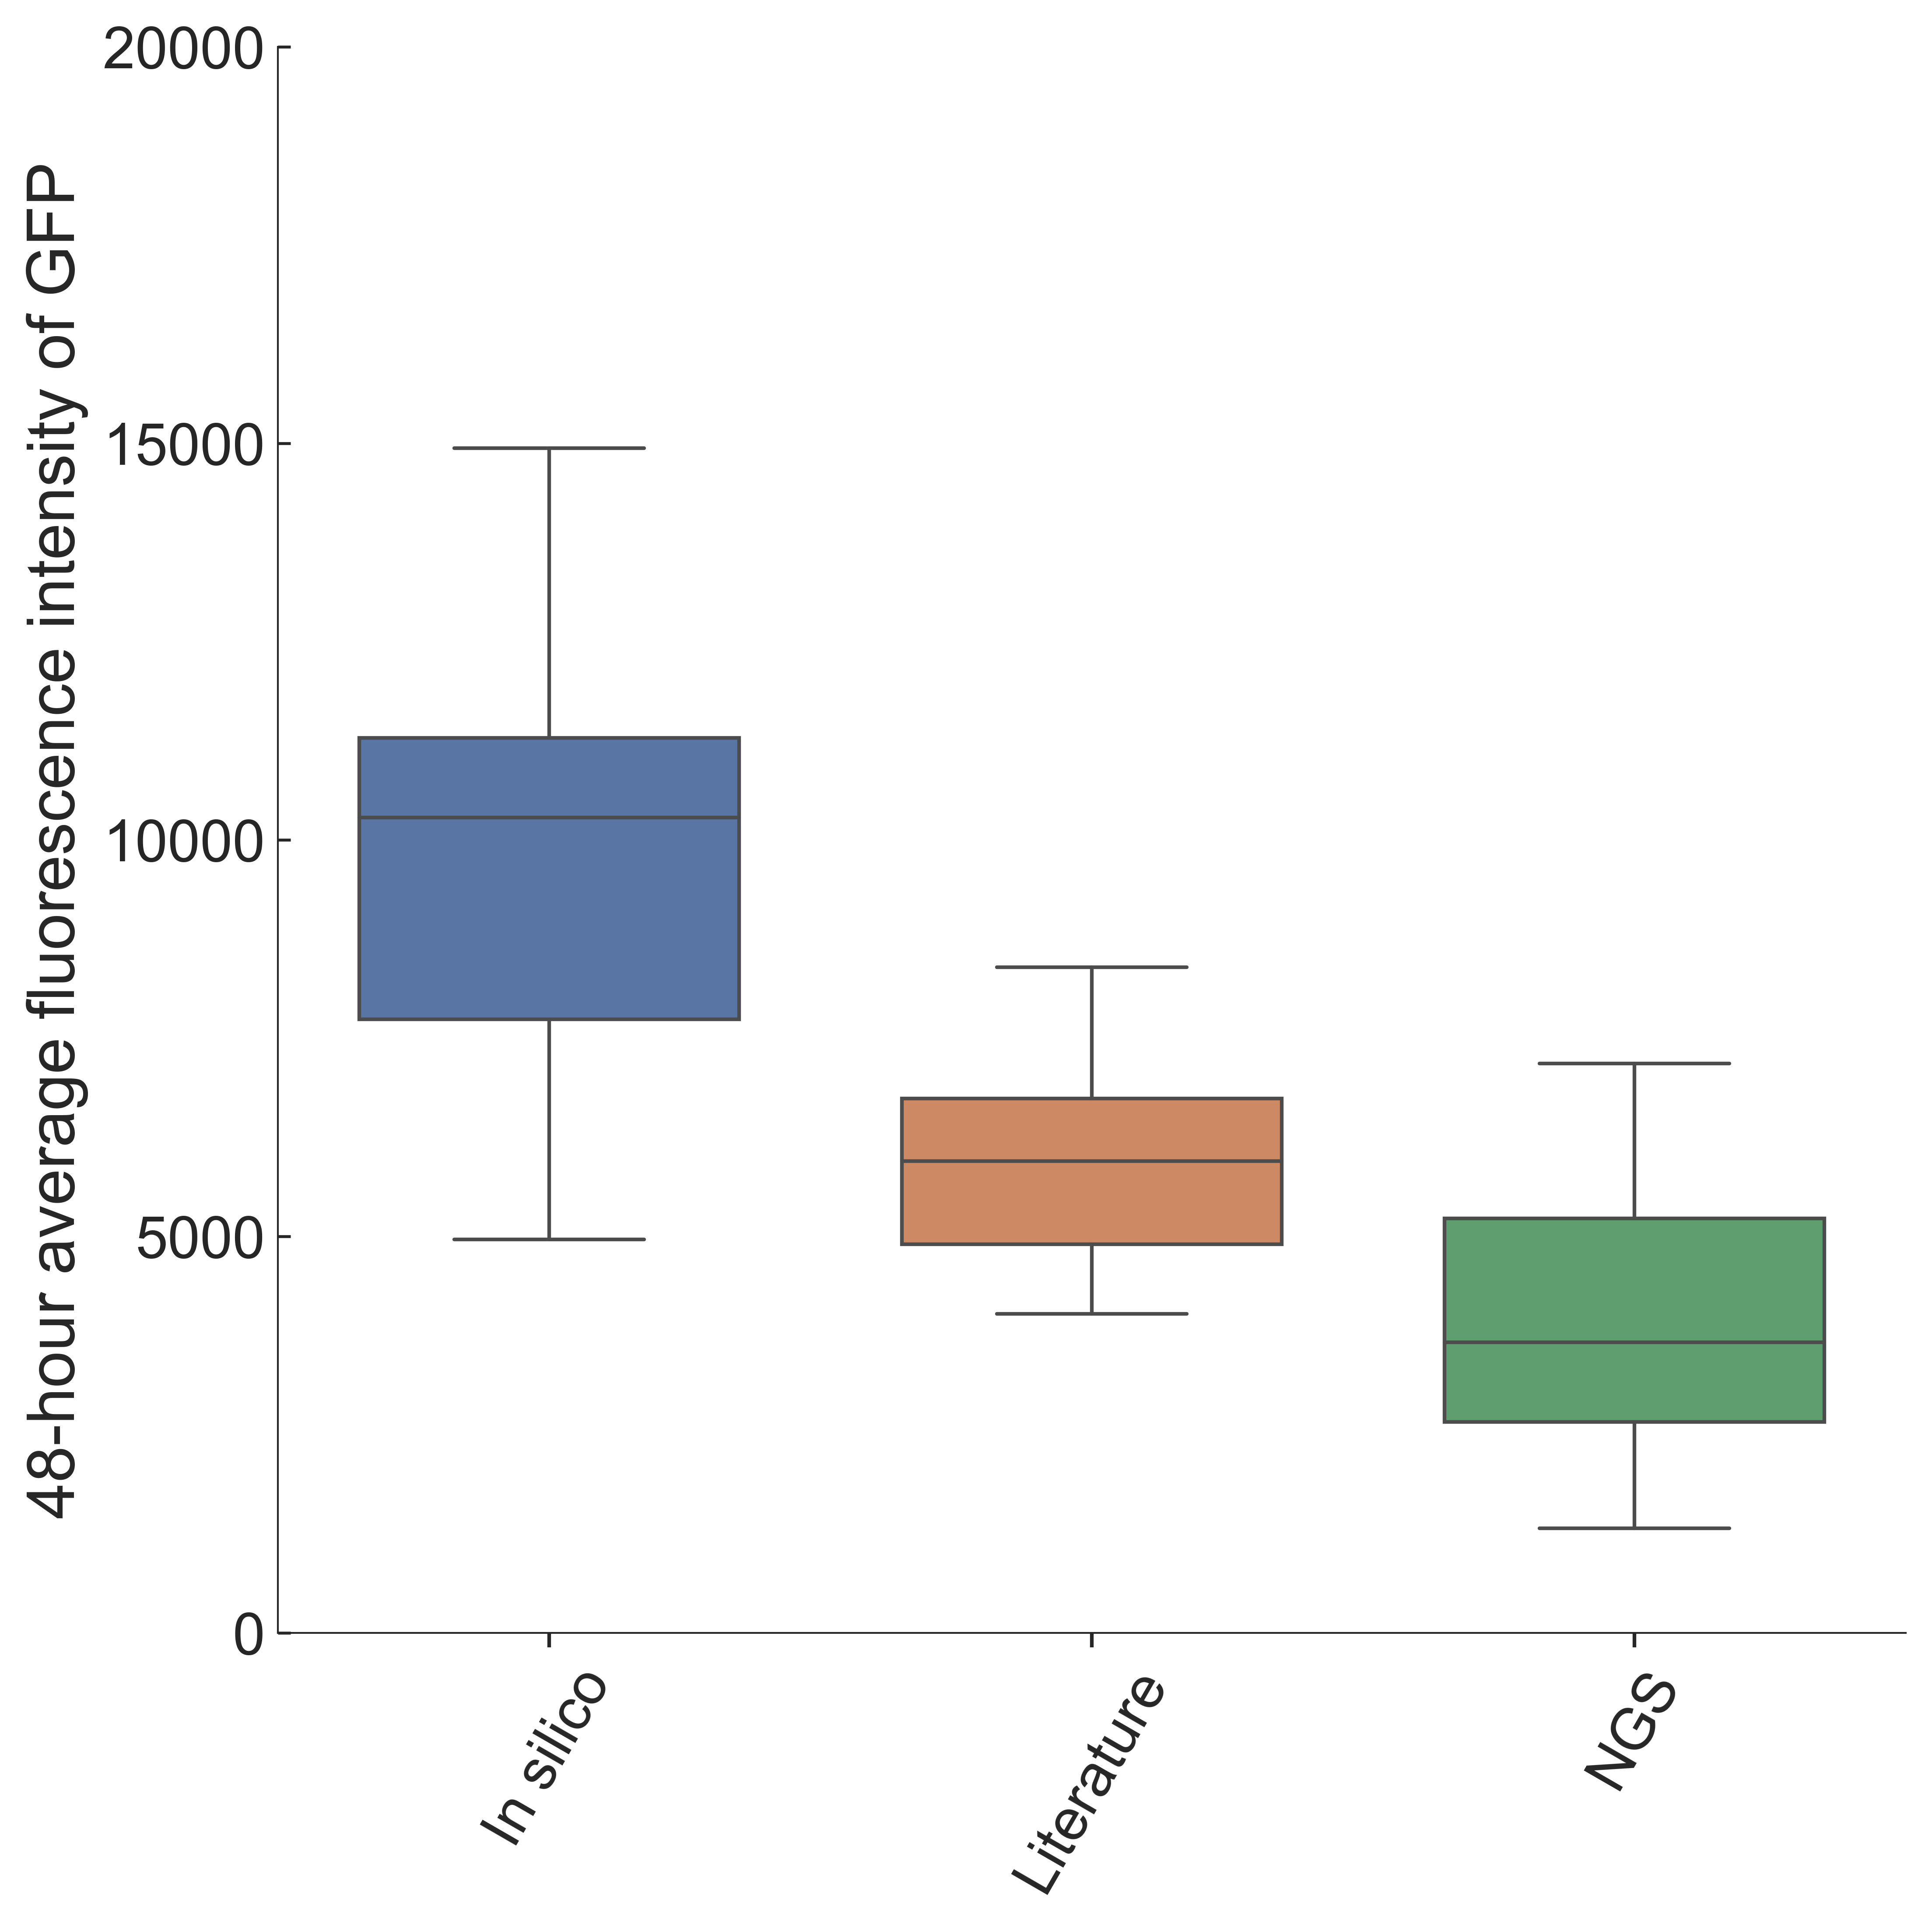 48-hour average fluorescence intensity of GFP
20000
15000
10000
5000
0
In silico
Literature
NGS